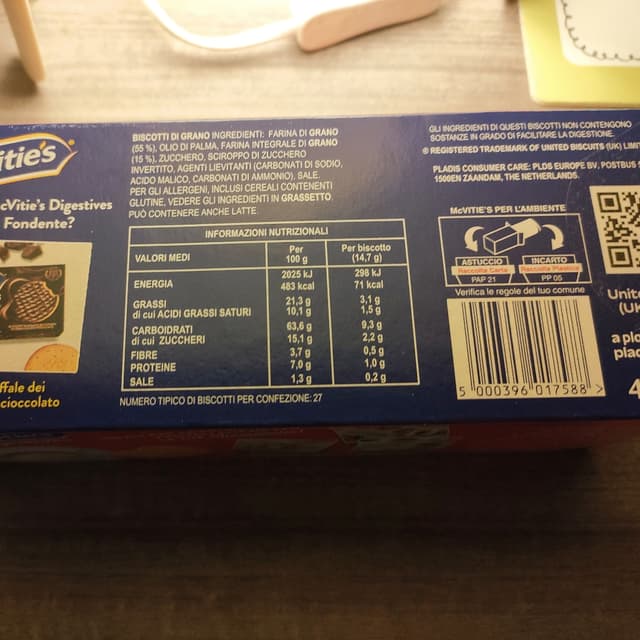 itie's
cVitie's Digestives
Fondente?
ffale dei
cioccolato
BISCOTTI DI GRANO INGREDIENTI: FARINA DI GRANO
(55 %), OLIO DI PALMA, FARINA INTEGRALE DI GRANO
(15 %), ZUCCHERO, SCIROPPO DI ZUCCHERO
INVERTITO, AGENTI LIEVITANTI (CARBONATI DI SODIO,
ACIDO MALICO, CARBONATI DI AMMONIO), SALE.
PER GLI ALLERGENI, INCLUSI CEREALI CONTENENTI
GLUTINE, VEDERE GLI INGREDIENTI IN GRASSETTO.
PUÒ CONTENERE ANCHE LATTE.
INFORMAZIONI NUTRIZIONALI
VALORI MEDI Per 100 g Per biscotto (14,7 g)
ENERGIA 2025 kJ 298 kJ
483 kcal 71 kcal
GRASSI 21,3 g 3,1 g
di cui ACIDI GRASSI SATURI 10,1 g 1,5 g
CARBOIDRATI 63,6 g 9,3 g
di cui ZUCCHERI 15,1 g 2,2 g
FIBRE 3,7 g 0,5 g
PROTEINE 7,0 g 1,0 g
SALE 1,3 g 0,2 g
NUMERO TIPICO DI BISCOTTI PER CONFEZIONE: 27
GLI INGREDIENTI DI QUESTI BISCOTTI NON CONTENGONO
SOSTANZE IN GRADO DI FACILITARE LA DIGESTIONE.
® REGISTERED TRADEMARK OF UNITED BISCUITS (UK) LIMIT
PLADIS CONSUMER CARE: PLDS EUROPE BV, POSTBUS
1500EN ZAANDAM, THE NETHERLANDS.
McVITIE'S PER L'AMBIENTE
ASTUCCIO INCARTO
Raccolta Carta Raccolta Plastica
PAP 21 PP 05
Verifica le regole del tuo comune
5 000396 017588 >
Unite
(UK
a pla
plac
4